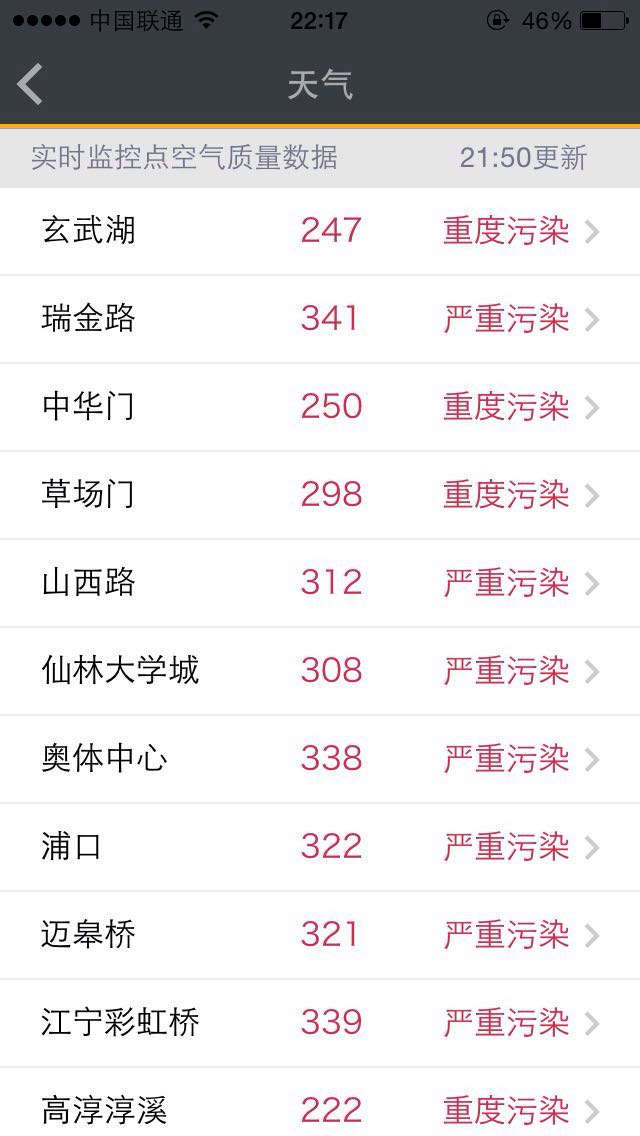 中国联通 22:17 46%
天气
实时监控点空气质量数据 21:50更新
玄武湖 247 重度污染
瑞金路 341 严重污染
中华门 250 重度污染
草场门 298 重度污染
山西路 312 严重污染
仙林大学城 308 严重污染
奥体中心 338 严重污染
浦口 322 严重污染
迈皋桥 321 严重污染
江宁彩虹桥 339 严重污染
高淳淳溪 222 重度污染